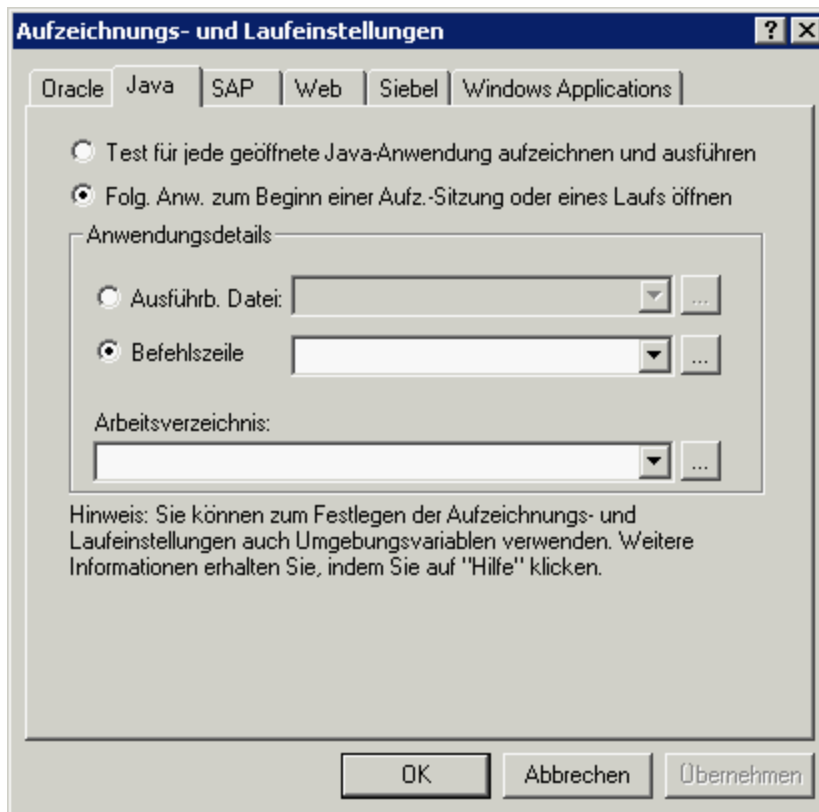 Aufzeichnungs- und Laufeinstellungen
Oracle Java SAP Web Siebel Windows Applications
Test für jede geöffnete Java-Anwendung aufzeichnen und ausführen
Folg. Anw. zum Beginn einer Aufz.-Sitzung oder eines Laufs öffnen
Anwendungsdetails
Ausführb. Datei: ...
Befehlszeile ...
Arbeitsverzeichnis:
...
Hinweis: Sie können zum Festlegen der Aufzeichnungs- und
Laufeinstellungen auch Umgebungsvariablen verwenden. Weitere
Informationen erhalten Sie, indem Sie auf "Hilfe" klicken.
OK Abbrechen Übernehmen